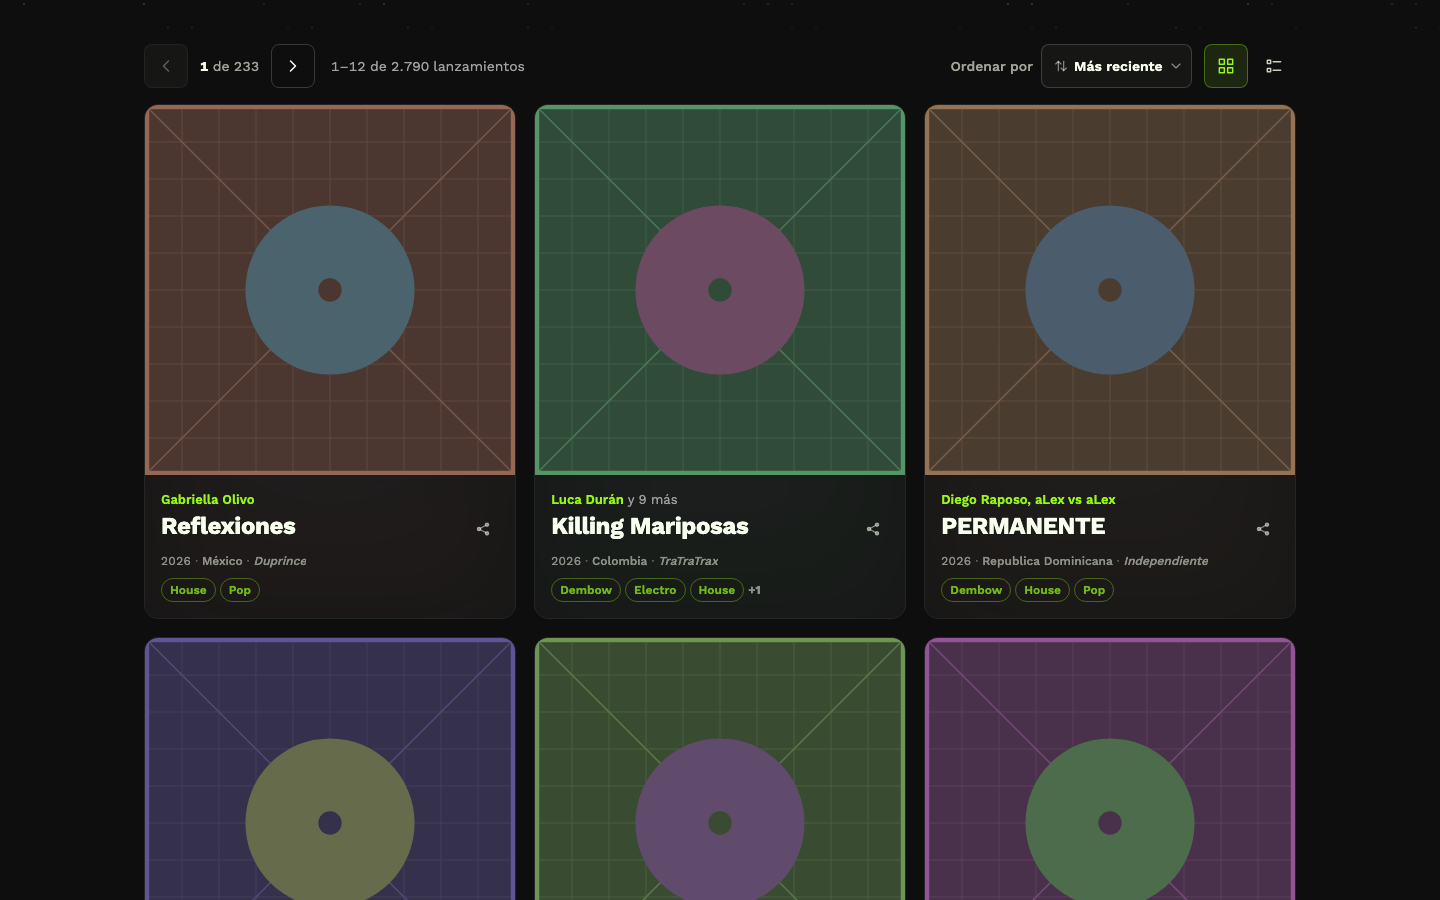 1 de 233
1–12 de 2.790 lanzamientos
Ordenar por
Más reciente
Gabriella Olivo
Reflexiones
2026 · México · Duprince
House
Pop
Luca Durán y 9 más
Killing Mariposas
2026 · Colombia · TraTraTrax
Dembow
Electro
House
+1
Diego Raposo, aLex vs aLex
PERMANENTE
2026 · Republica Dominicana · Independiente
Dembow
House
Pop